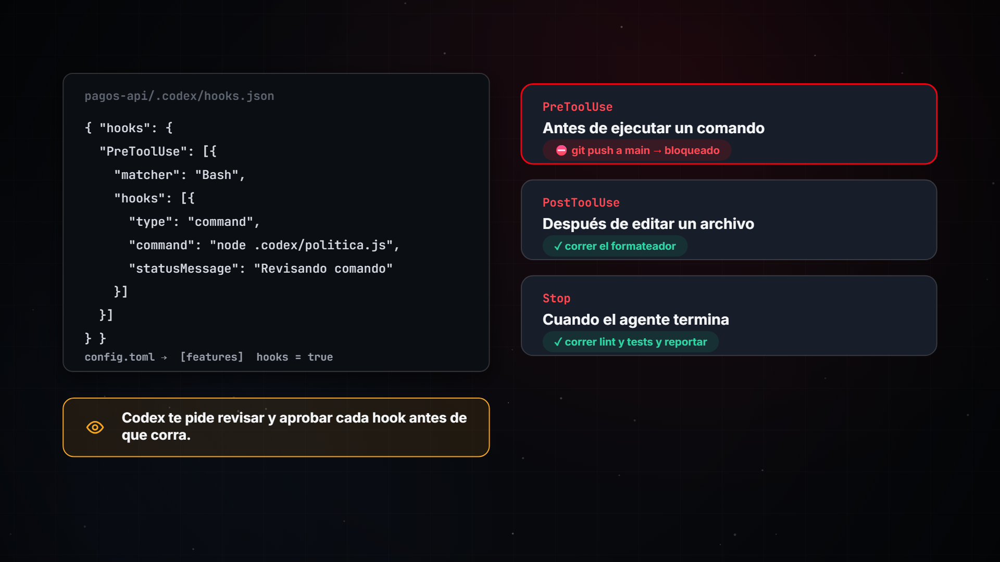 pagos-api/.codex/hooks.json
{ "hooks": {
"PreToolUse": [{
"matcher": "Bash",
"hooks": [{
"type": "command",
"command": "node .codex/politica.js",
"statusMessage": "Revisando comando"
}]
}]
} }
config.toml → [features] hooks = true
Codex te pide revisar y aprobar cada hook antes de
que corra.
PreToolUse
Antes de ejecutar un comando
⛔ git push a main → bloqueado
PostToolUse
Después de editar un archivo
✓ correr el formateador
Stop
Cuando el agente termina
✓ correr lint y tests y reportar